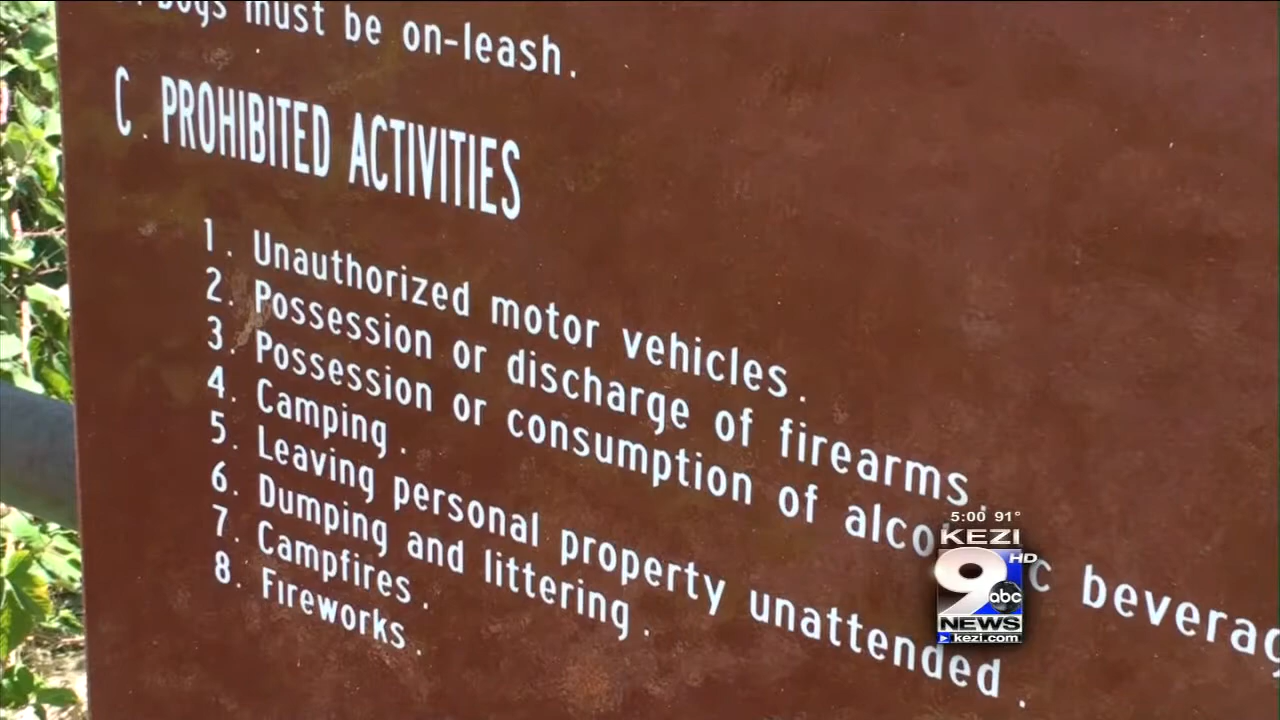 Dogs must be on-leash.
C. PROHIBITED ACTIVITIES
1. Unauthorized motor vehicles.
2. Possession or discharge of firearms.
3. Possession or consumption of
4. Camping.
5. Leaving personal property unattended.
6. Dumping and littering.
7. Campfires.
8. Fireworks.
5:00 91°
KEZI
9 HD
abc
NEWS
kezi.com